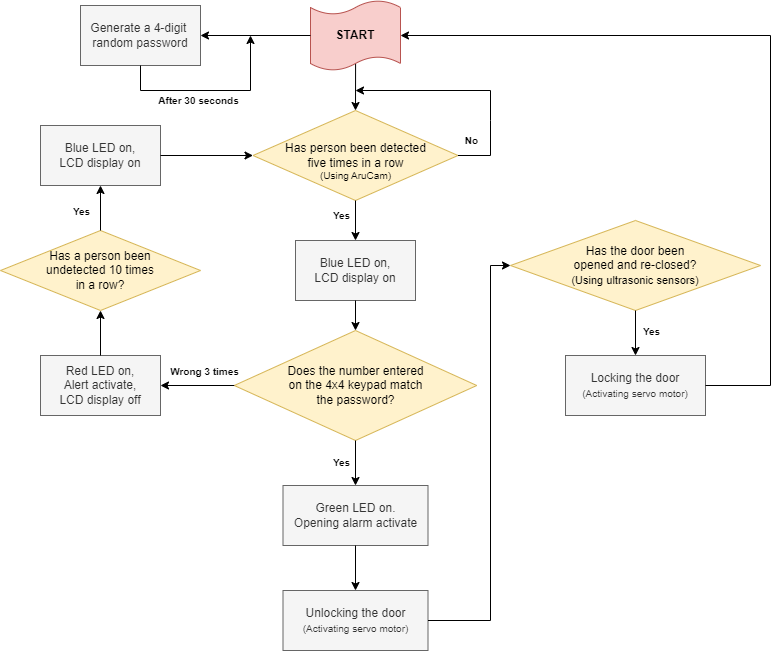 Generate a 4-digit
random password
START
After 30 seconds
Blue LED on,
LCD display on
Has person been detected
five times in a row
(Using AruCam)
No
Yes
Yes
Has a person been
undetected 10 times
in a row?
Blue LED on,
LCD display on
Has the door been
opened and re-closed?
(Using ultrasonic sensors)
Yes
Red LED on,
Alert activate,
LCD display off
Wrong 3 times
Does the number entered
on the 4x4 keypad match
the password?
Locking the door
(Activating servo motor)
Yes
Green LED on.
Opening alarm activate
Unlocking the door
(Activating servo motor)